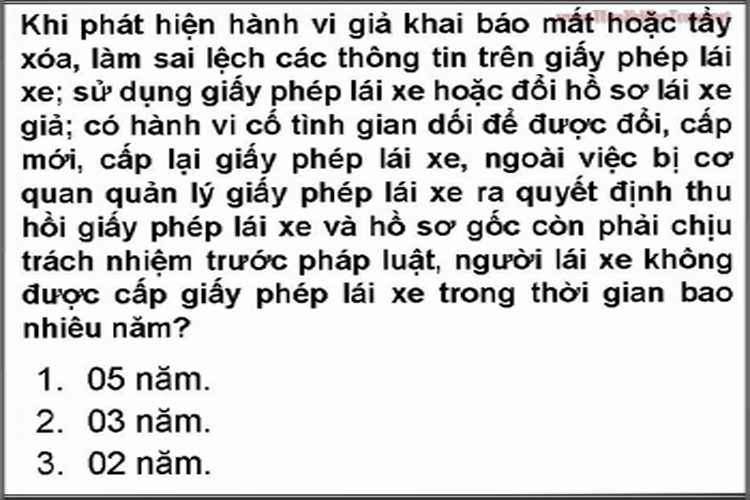 Khi phát hiện hành vi giả khai báo mất hoặc tẩy
xóa, làm sai lệch các thông tin trên giấy phép lái
xe; sử dụng giấy phép lái xe hoặc đổi hồ sơ lái xe
giả; có hành vi cố tình gian dối để được đổi, cấp
mới, cấp lại giấy phép lái xe, ngoài việc bị cơ
quan quản lý giấy phép lái xe ra quyết định thu
hồi giấy phép lái xe và hồ sơ gốc còn phải chịu
trách nhiệm trước pháp luật, người lái xe không
được cấp giấy phép lái xe trong thời gian bao
nhiêu năm?
1. 05 năm.
2. 03 năm.
3. 02 năm.